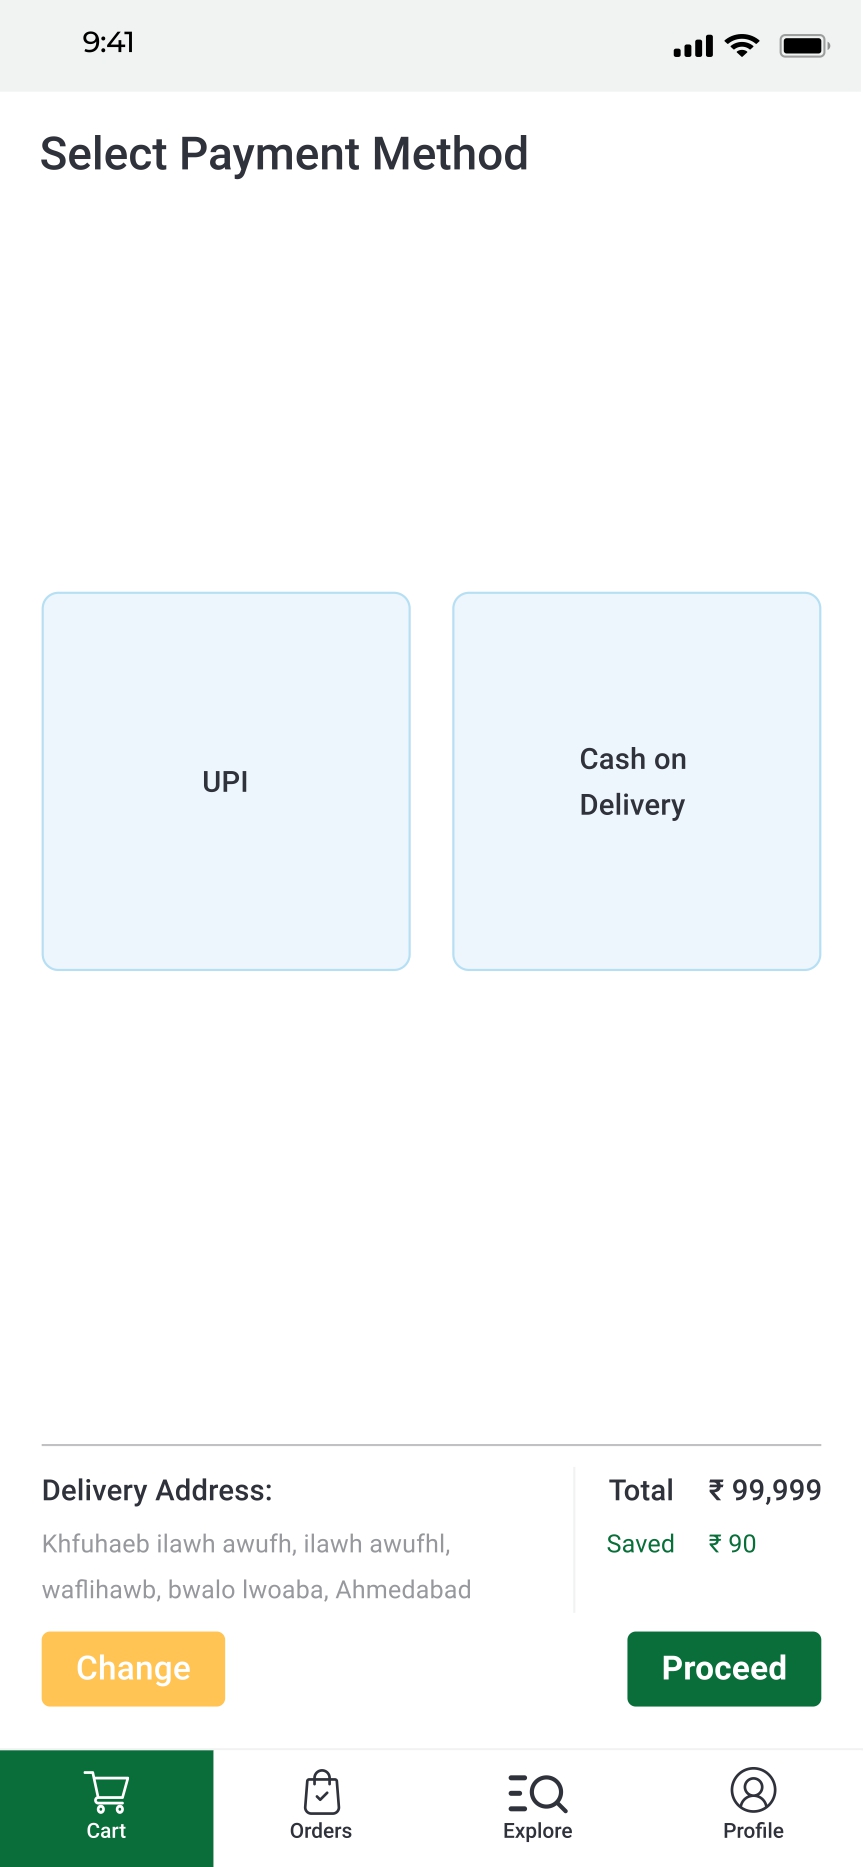 9:41
Select Payment Method
UPI
Cash on
Delivery
Delivery Address:
Khfuhaeb ilawh awufh, ilawh awufhl,
waflihawb, bwalo lwoaba, Ahmedabad
Total ₹ 99,999
Saved ₹ 90
Change
Proceed
Cart
Orders
Explore
Profile